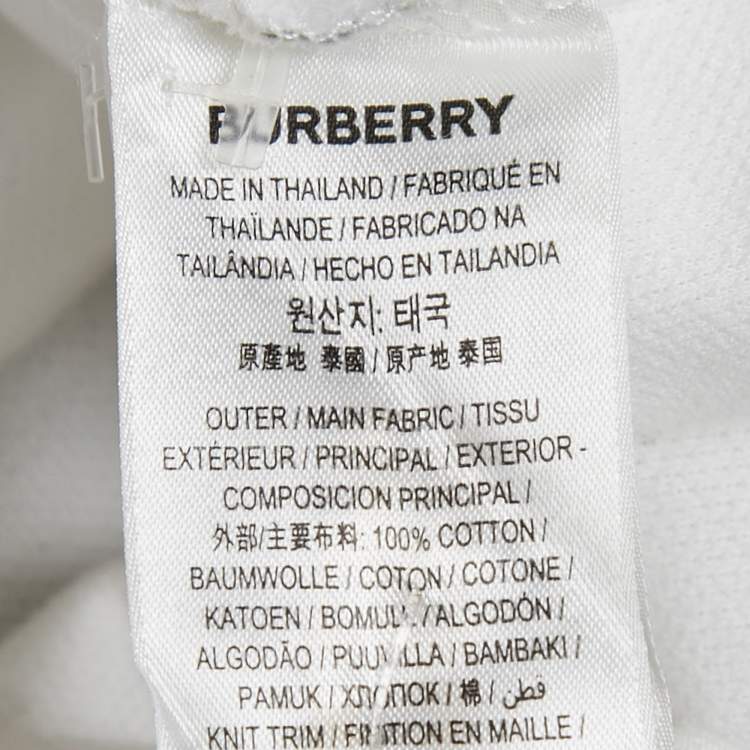 BURBERRY
MADE IN THAILAND / FABRIQUÉ EN
THAÏLANDE / FABRICADO NA
TAILÂNDIA / HECHO EN TAILANDIA
원산지: 태국
原產地 泰國 / 原产地 泰国
OUTER / MAIN FABRIC / TISSU
EXTÉRIEUR / PRINCIPAL / EXTERIOR -
COMPOSICION PRINCIPAL /
外部/主要布料: 100% COTTON /
BAUMWOLLE / COTON / COTONE /
KATOEN / / ALGODÓN /
ALGODÃO / / BAMBAKI /
PAMUK / ХЛОПОК / 棉 / قطن /
KNIT TRIM / EN MAILLE /